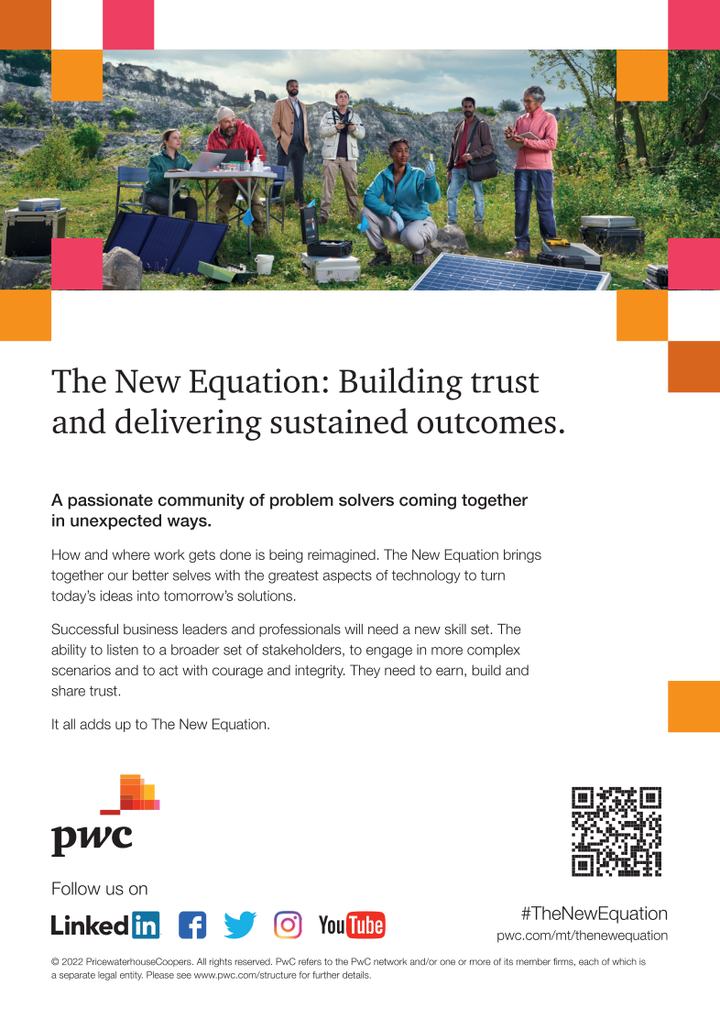 The New Equation: Building trust
and delivering sustained outcomes.
A passionate community of problem solvers coming together
in unexpected ways.
How and where work gets done is being reimagined. The New Equation brings
together our better selves with the greatest aspects of technology to turn
today’s ideas into tomorrow’s solutions.
Successful business leaders and professionals will need a new skill set. The
ability to listen to a broader set of stakeholders, to engage in more complex
scenarios and to act with courage and integrity. They need to earn, build and
share trust.
It all adds up to The New Equation.
pwc
Follow us on
Linked in
YouTube
#TheNewEquation
pwc.com/mt/thenewequation
© 2022 PricewaterhouseCoopers. All rights reserved. PwC refers to the PwC network and/or one or more of its member firms, each of which is
a separate legal entity. Please see www.pwc.com/structure for further details.